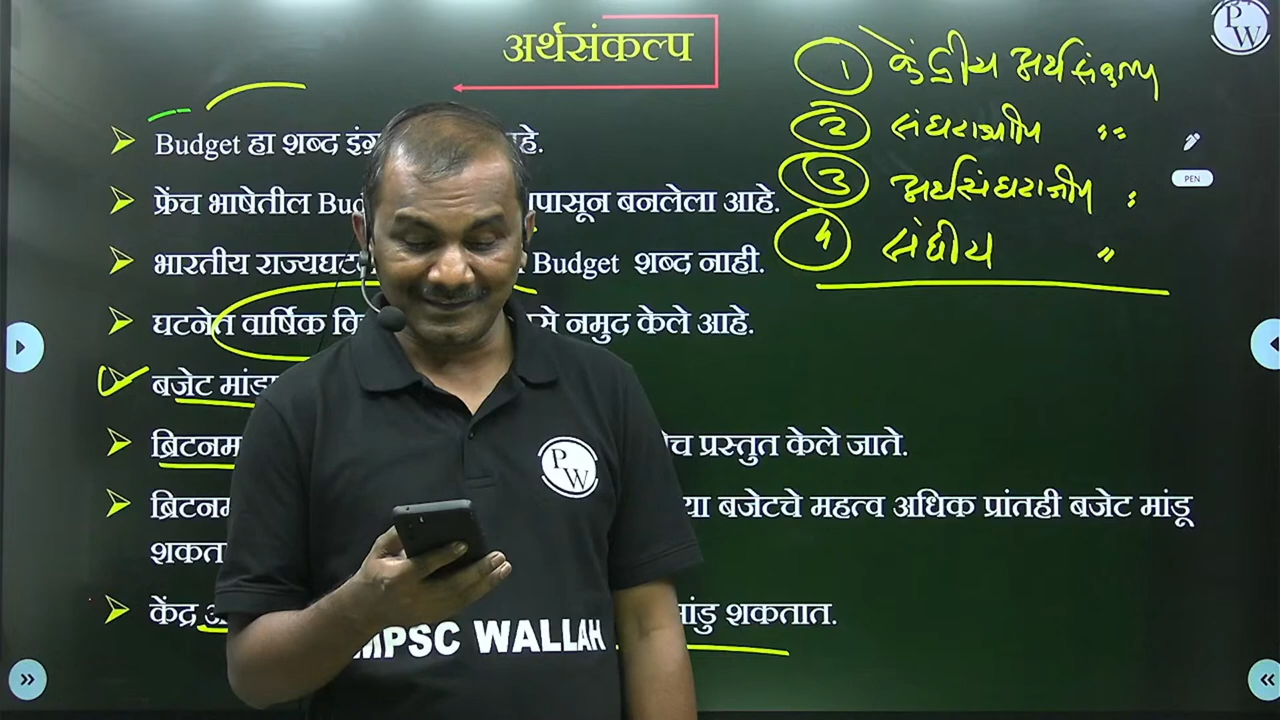 अर्थसंकल्प
Budget हा शब्द इंग्र हे.
फ्रेंच भाषेतील Bud पासून बनलेला आहे.
भारतीय राज्यघट Budget शब्द नाही.
घटनेत वार्षिक वि से नमुद केले आहे.
बजेट मांडा
ब्रिटनम च प्रस्तुत केले जाते.
ब्रिटनम या बजेटचे महत्व अधिक प्रांतही बजेट मांडू
शकता
केंद्र मांडु शकतात.
1 केंद्रीय अर्थसंकल्प
2 संघराज्यीय "
3 अर्थसंघराज्यीय "
4 संघीय "
PEN
PW
PW
MPSC WALLAH